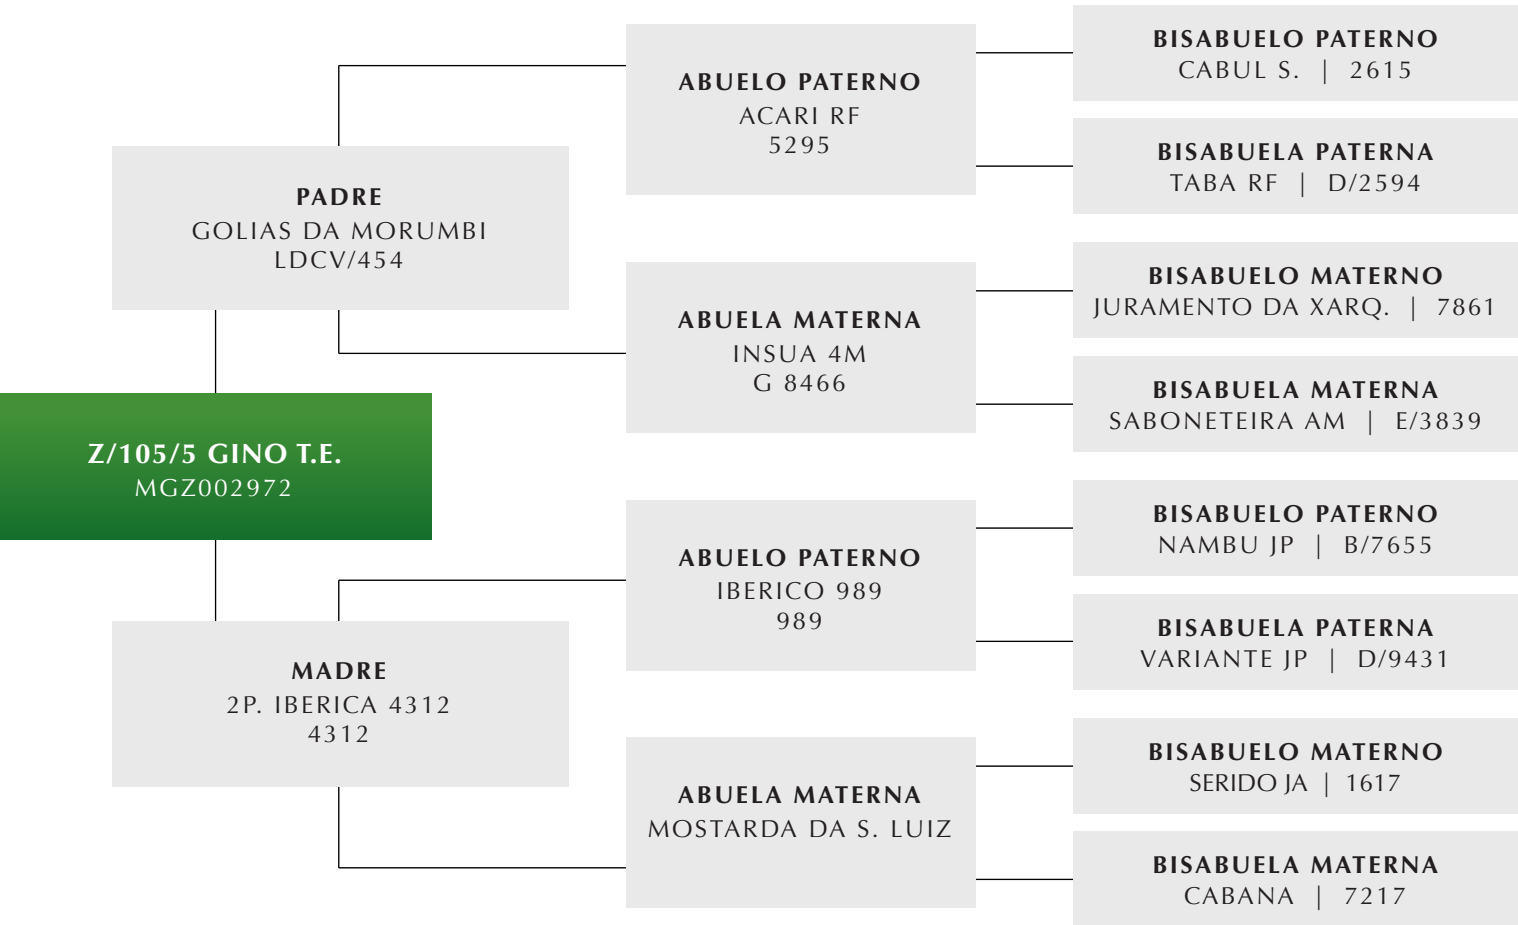 Z/105/5 GINO T.E.
MGZ002972
PADRE
GOLIAS DA MORUMBI
LDCV/454
MADRE
2P. IBERICA 4312
4312
ABUELO PATERNO
ACARI RF
5295
ABUELA MATERNA
INSUA 4M
G 8466
ABUELO PATERNO
IBERICO 989
989
ABUELA MATERNA
MOSTARDA DA S. LUIZ
BISABUELO PATERNO
CABUL S. | 2615
BISABUELA PATERNA
TABA RF | D/2594
BISABUELO MATERNO
JURAMENTO DA XARQ. | 7861
BISABUELA MATERNA
SABONETEIRA AM | E/3839
BISABUELO PATERNO
NAMBU JP | B/7655
BISABUELA PATERNA
VARIANTE JP | D/9431
BISABUELO MATERNO
SERIDO JA | 1617
BISABUELA MATERNA
CABANA | 7217